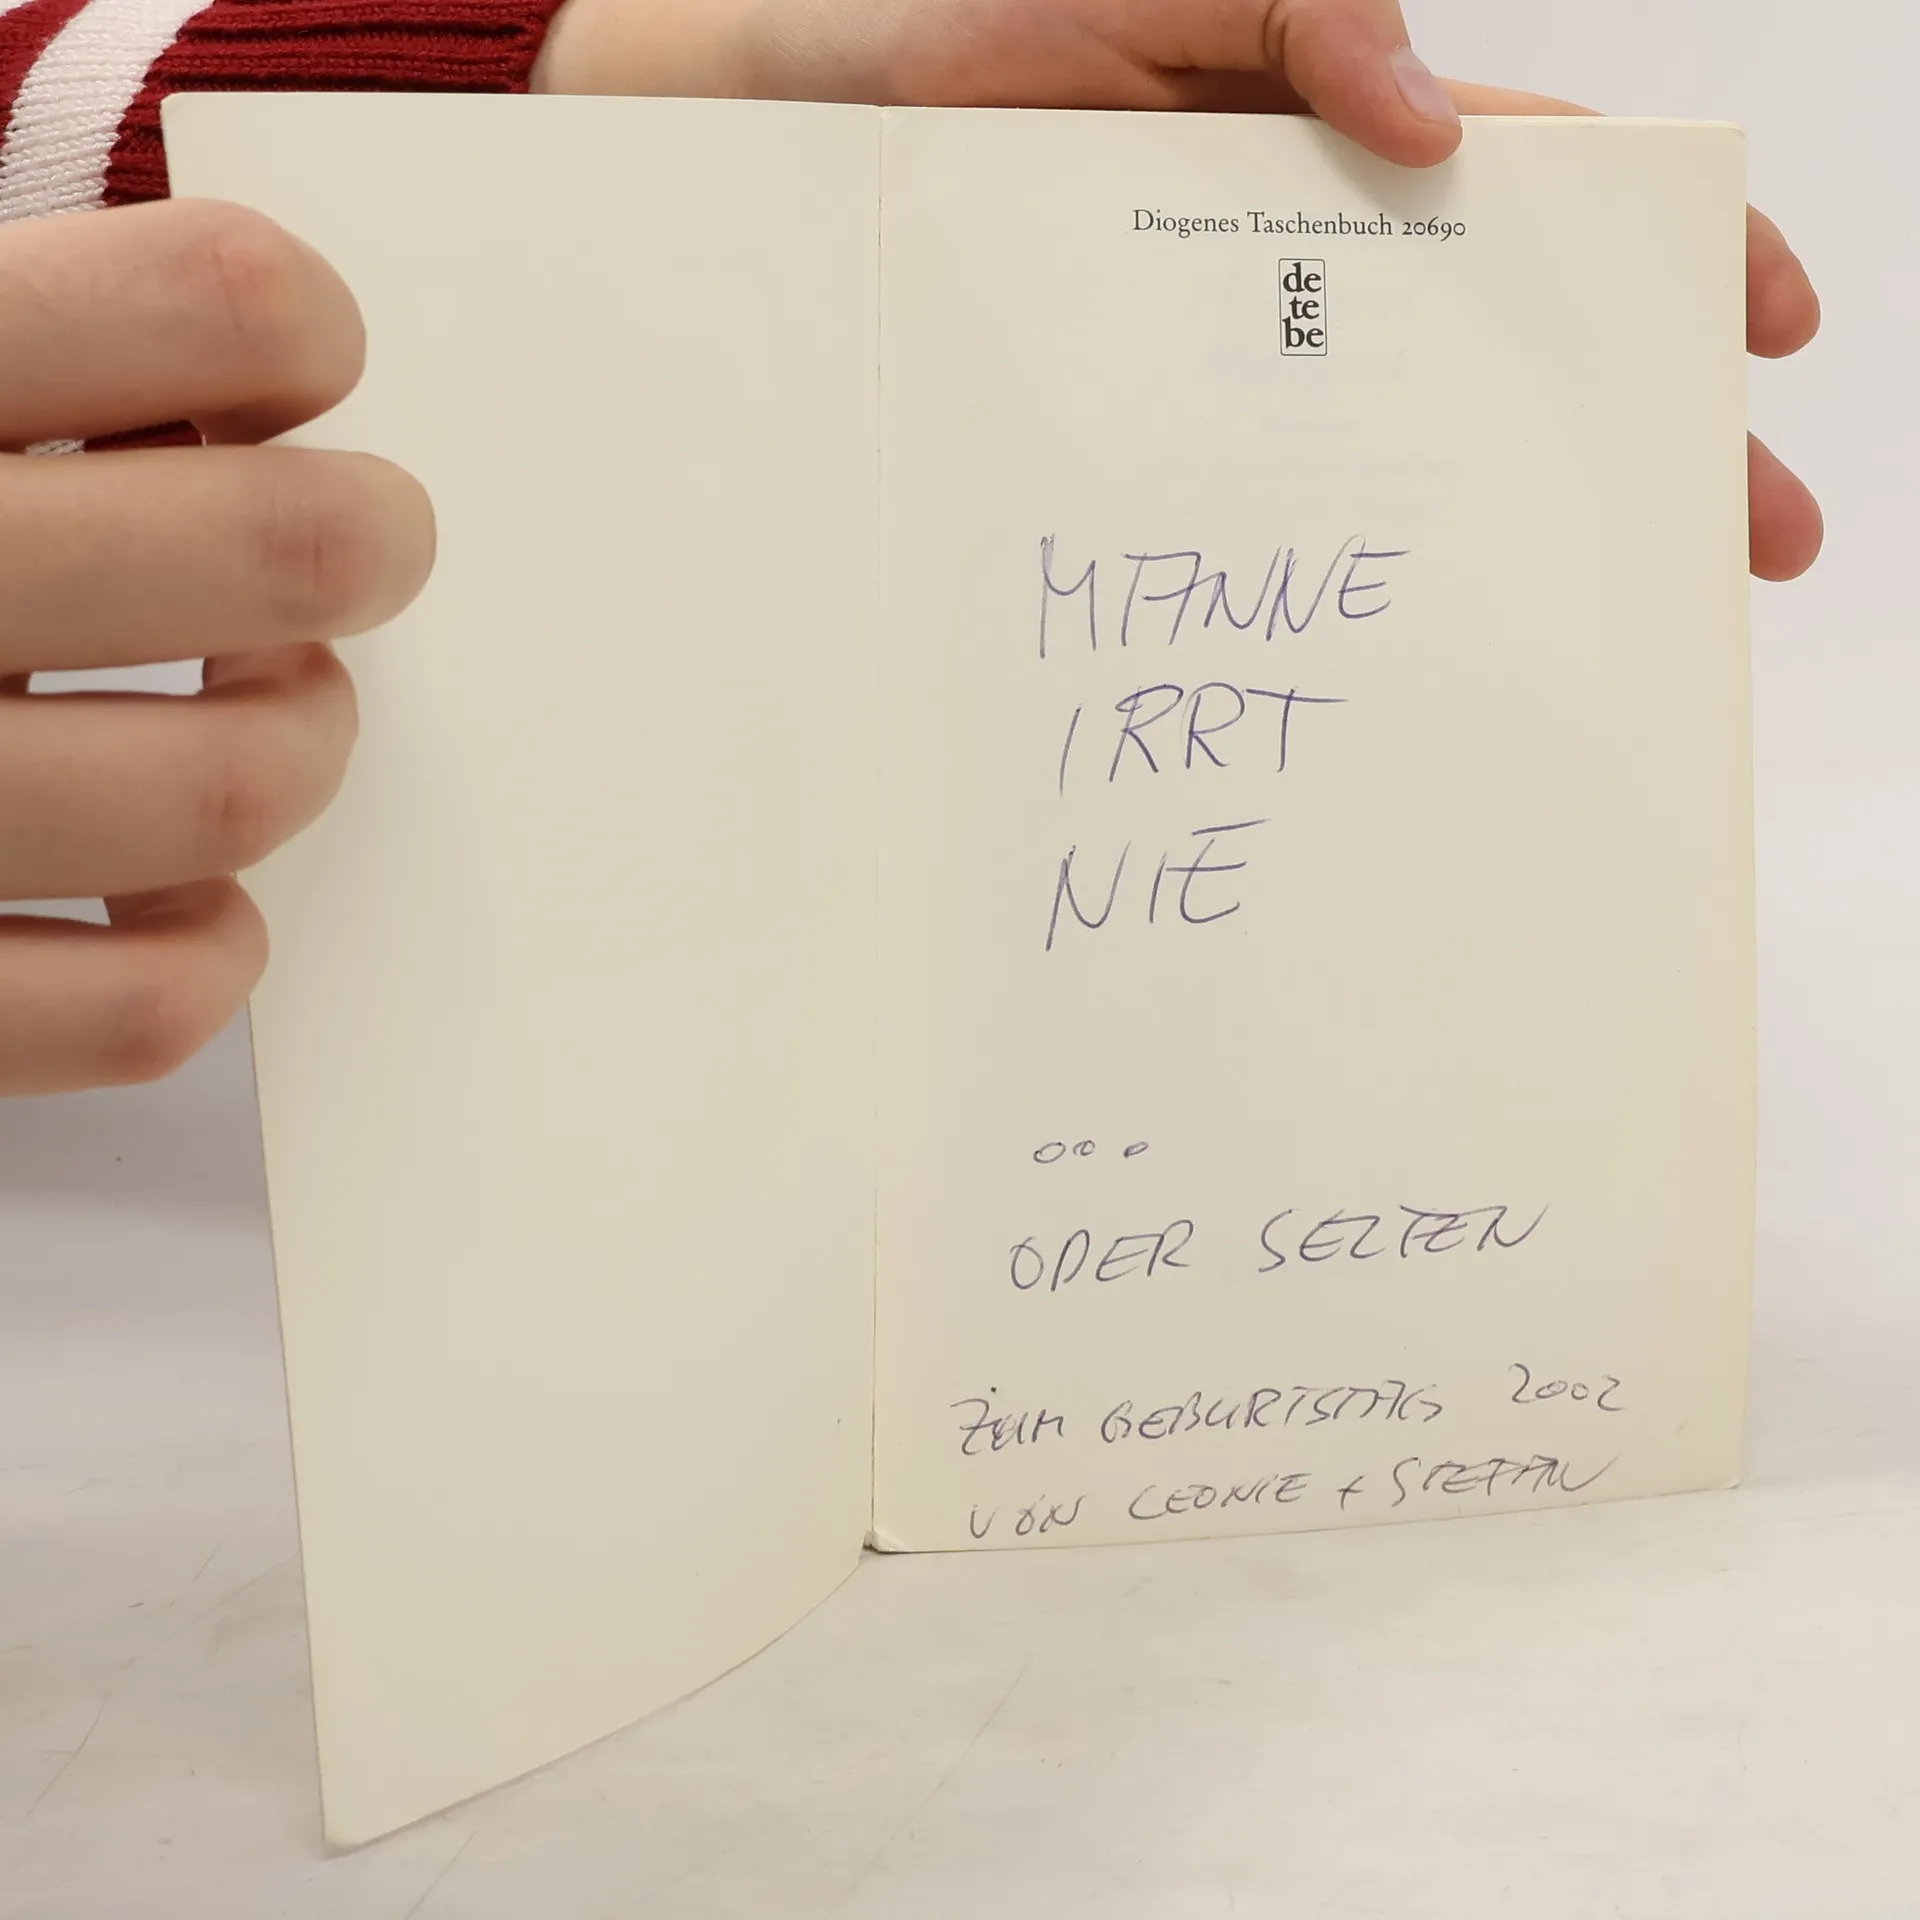 Diogenes Taschenbuch 20690
de
te
be
MANNE
IRRT
NIE
...
ODER SELTEN
ZUM GEBURTSTAG 2002
VON LEONIE + STEFAN